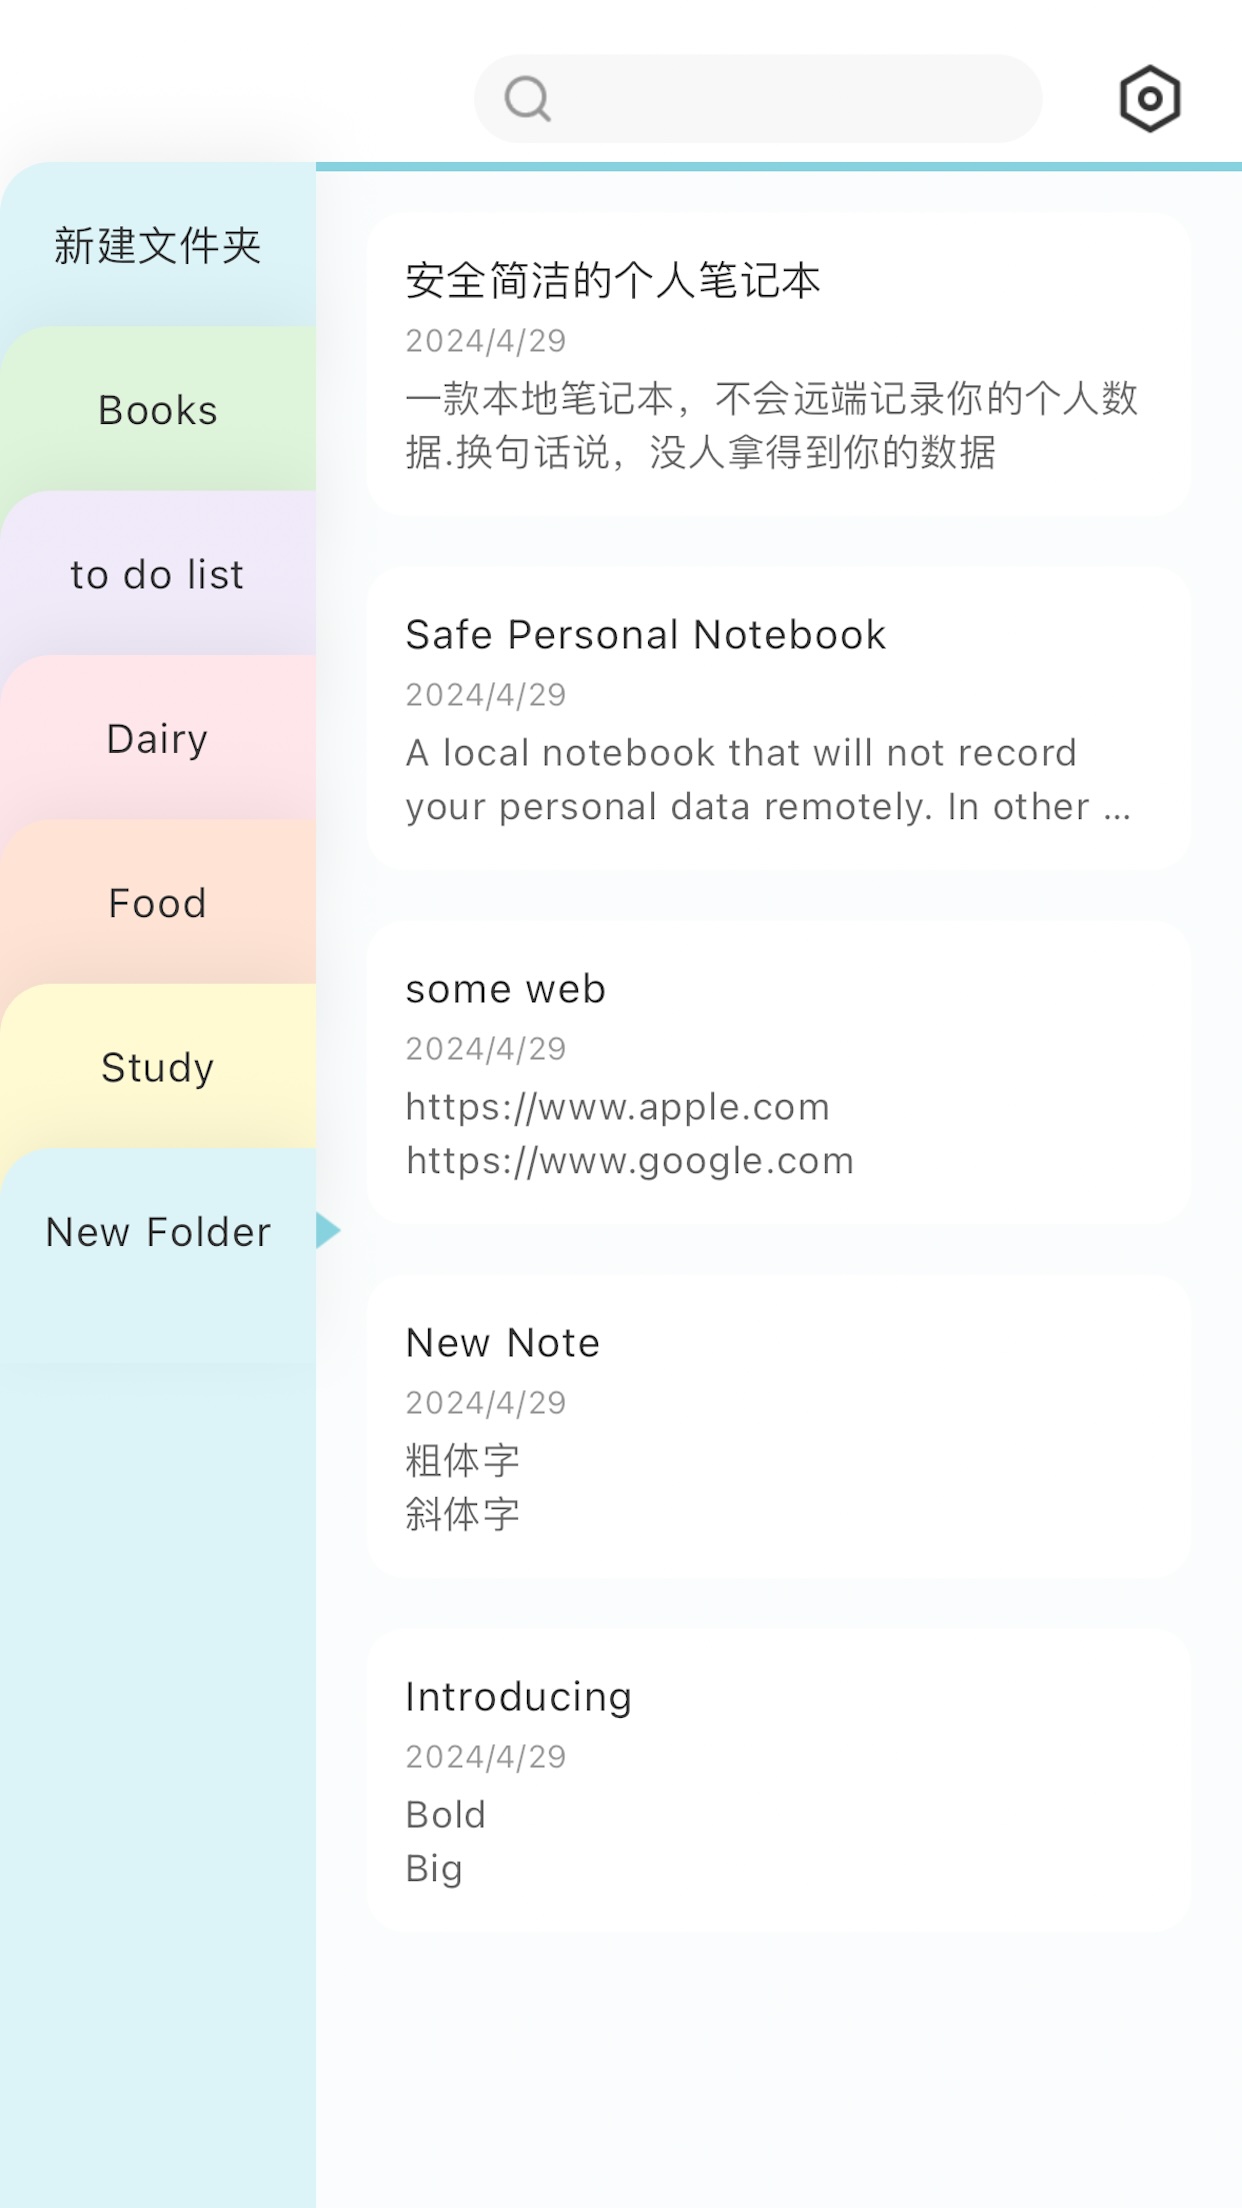 新建文件夹
Books
to do list
Dairy
Food
Study
New Folder
安全简洁的个人笔记本
2024/4/29
一款本地笔记本，不会远端记录你的个人数
据.换句话说，没人拿得到你的数据
Safe Personal Notebook
2024/4/29
A local notebook that will not record
your personal data remotely. In other ...
some web
2024/4/29
https://www.apple.com
https://www.google.com
New Note
2024/4/29
粗体字
斜体字
Introducing
2024/4/29
Bold
Big